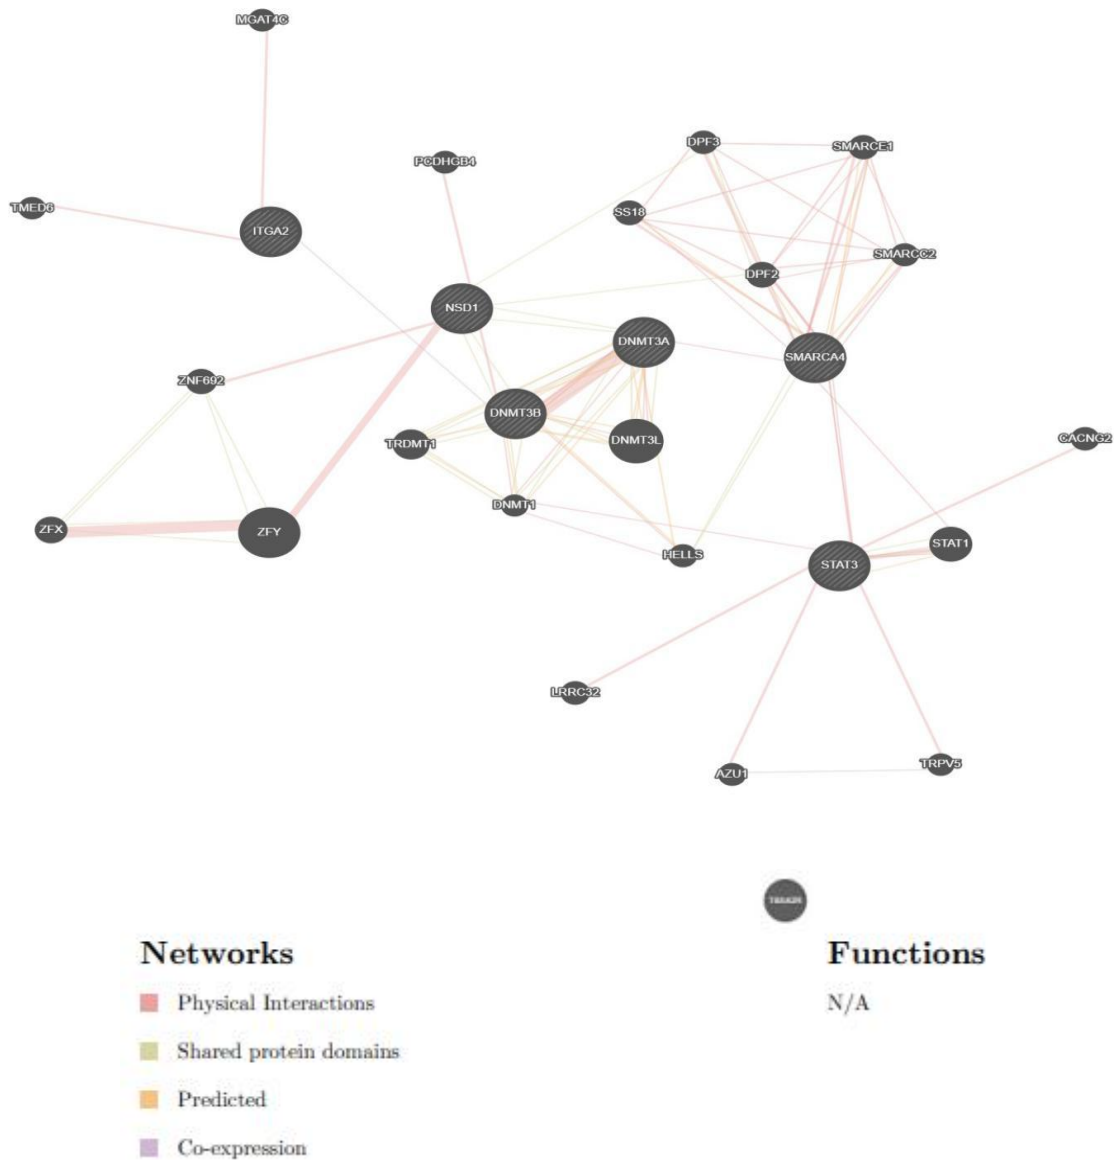 MGAT4C
PCDHGB4
DPF3
SMARCE1
TMED6
ITGA2
SS18
SMARCC2
DPF2
NSD1
DNMT3A
SMARCA4
ZNF692
DNMT3B
TRDMT1
DNMT3L
CACNG2
DNMT1
ZFX
ZFY
HELLS
STAT1
STAT3
LRRC32
AZU1
TRPV5
Networks
Functions
Physical Interactions
N/A
Shared protein domains
Predicted
Co-expression